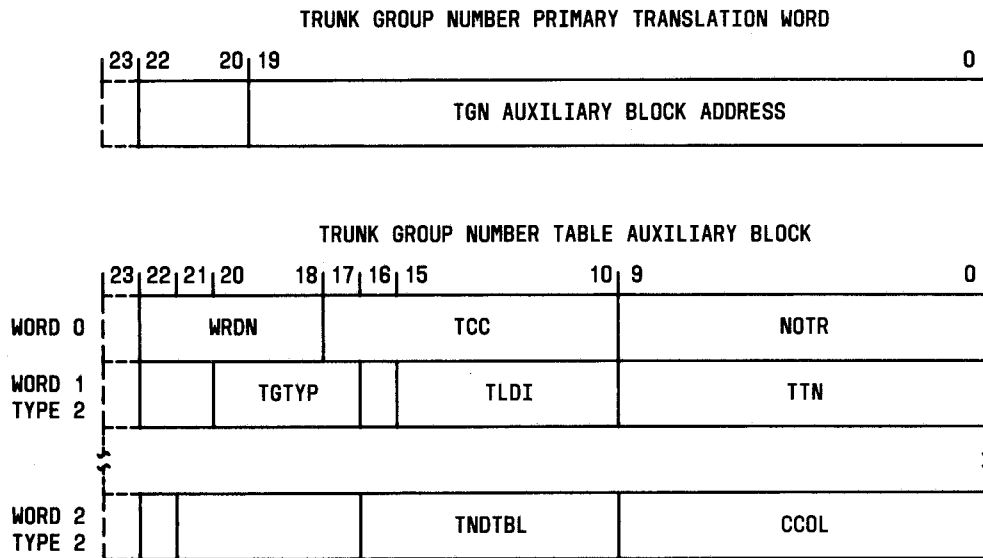 TRUNK GROUP NUMBER PRIMARY TRANSLATION WORD
23 22 20 19 0
TGN AUXILIARY BLOCK ADDRESS
TRUNK GROUP NUMBER TABLE AUXILIARY BLOCK
23 22 21 20 18 17 16 15 10 9 0
WORD 0 WRDN TCC NOTR
WORD 1
TYPE 2 TGTYP TLDI TTN
WORD 2
TYPE 2 TNDTBL CCOL